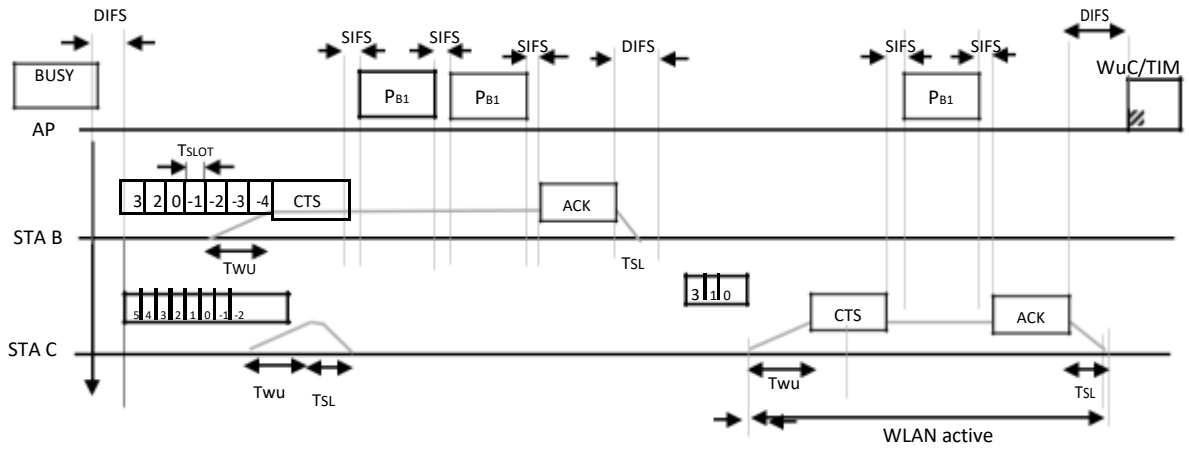 DIFS
SIFS SIFS SIFS DIFS SIFS SIFS DIFS
BUSY
PB1 PB1 PB1 WuC/TIM
AP
TSLOT
3 2 0 -1 -2 -3 -4 CTS ACK
STA B
TWU TSL
3 1 0
5 4 3 2 1 0 -1 -2 CTS ACK
STA C
TWU TSL TWU TSL
WLAN active